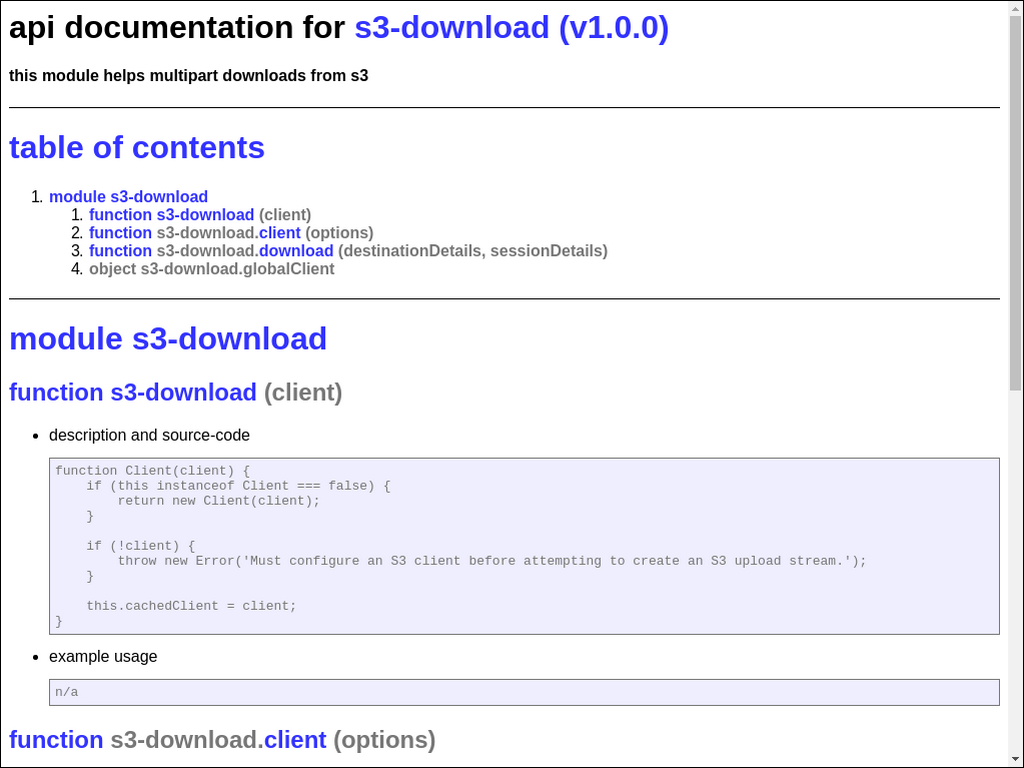 api documentation for s3-download (v1.0.0)
this module helps multipart downloads from s3
table of contents
1. module s3-download
1. function s3-download (client)
2. function s3-download.client (options)
3. function s3-download.download (destinationDetails, sessionDetails)
4. object s3-download.globalClient
module s3-download
function s3-download (client)
• description and source-code
function Client(client) {
    if (this instanceof Client === false) {
        return new Client(client);
    }

    if (!client) {
        throw new Error('Must configure an S3 client before attempting to create an S3 upload stream.');
    }

    this.cachedClient = client;
}
• example usage
n/a
function s3-download.client (options)